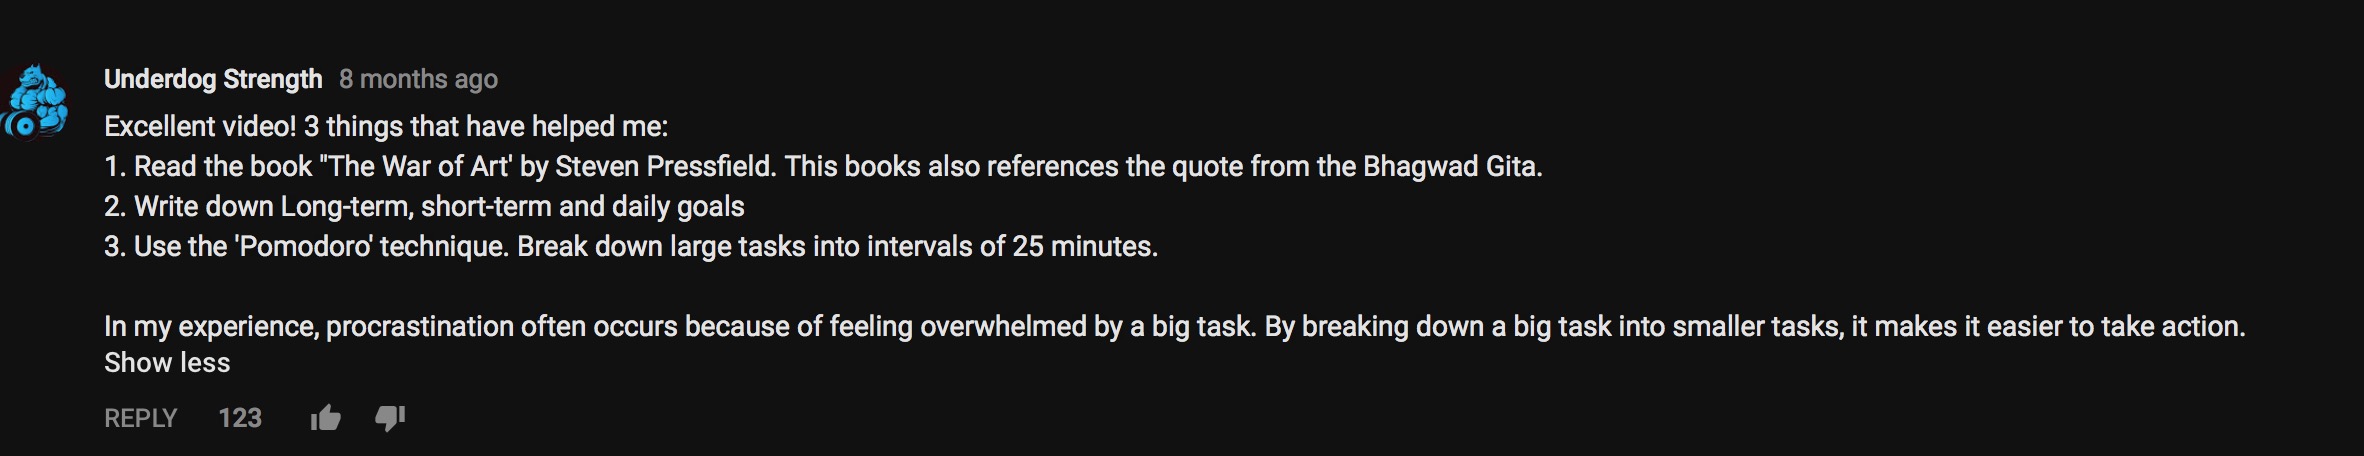 Underdog Strength 8 months ago
Excellent video! 3 things that have helped me:
1. Read the book "The War of Art' by Steven Pressfield. This books also references the quote from the Bhagwad Gita.
2. Write down Long-term, short-term and daily goals
3. Use the 'Pomodoro' technique. Break down large tasks into intervals of 25 minutes.
In my experience, procrastination often occurs because of feeling overwhelmed by a big task. By breaking down a big task into smaller tasks, it makes it easier to take action.
Show less
REPLY 123